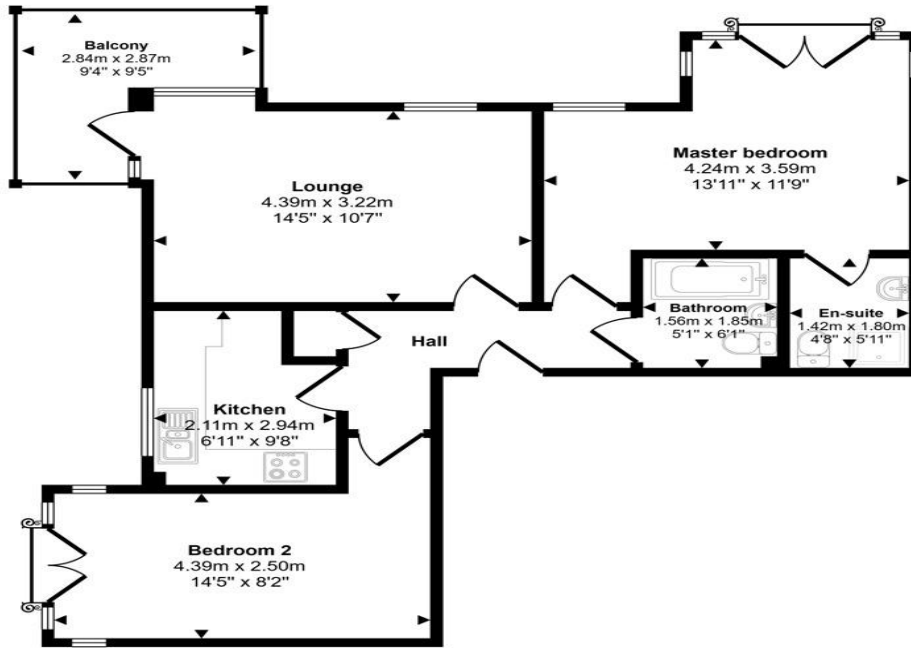 Balcony
2.84m x 2.87m
9'4" x 9'5"
Master bedroom
4.24m x 3.59m
13'11" x 11'9"
Lounge
4.39m x 3.22m
14'5" x 10'7"
Bathroom
1.56m x 1.85m
5'1" x 6'1"
En-suite
1.42m x 1.80m
4'8" x 5'11"
Hall
Kitchen
2.11m x 2.94m
6'11" x 9'8"
Bedroom 2
4.39m x 2.50m
14'5" x 8'2"